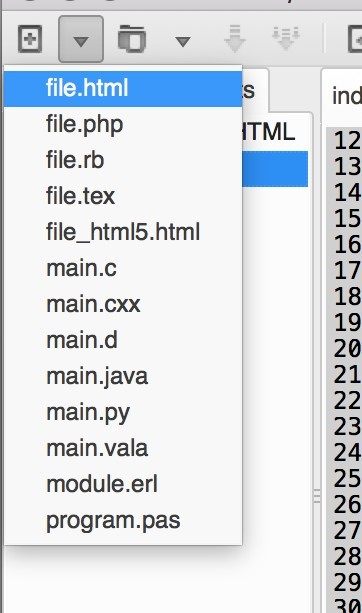 file.html
file.php
file.rb
file.tex
file_html5.html
main.c
main.cxx
main.d
main.java
main.py
main.vala
module.erl
program.pas
HTML
ind
12
13
14
15
16
17
18
19
20
21
22
23
24
25
26
27
28
29
30